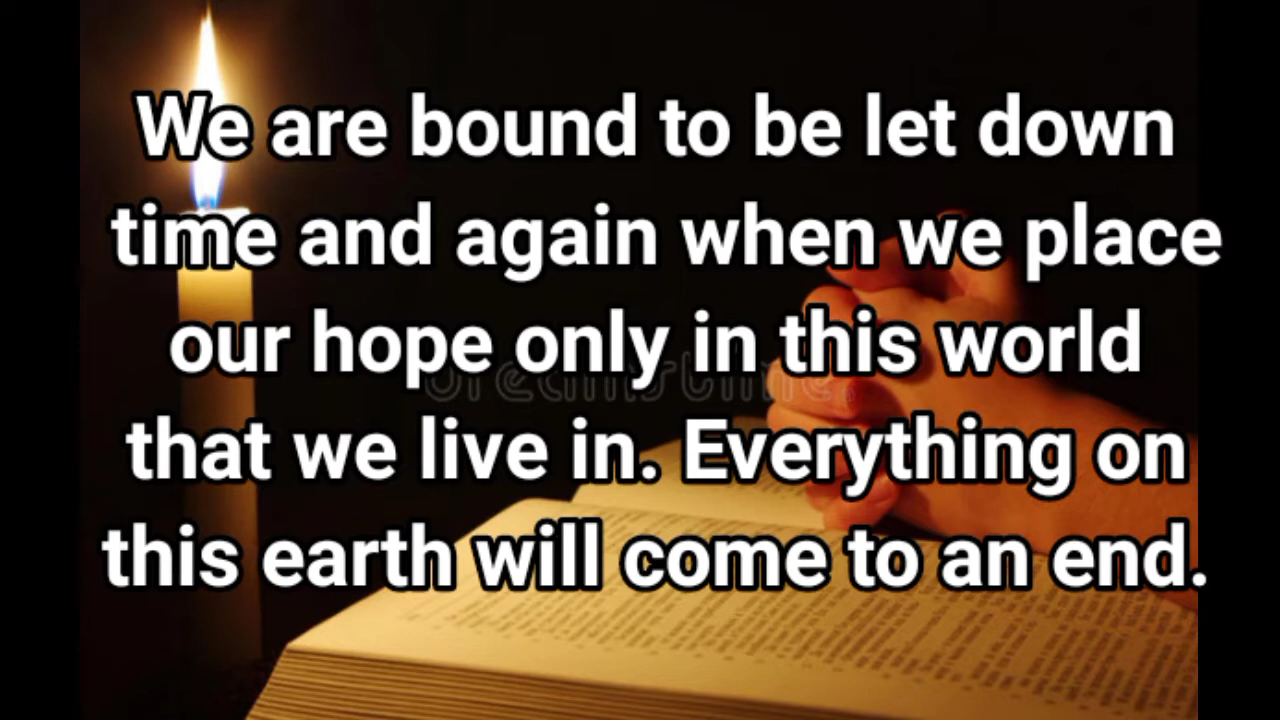 We are bound to be let down
time and again when we place
our hope only in this world
that we live in. Everything on
this earth will come to an end.
dreamstime.